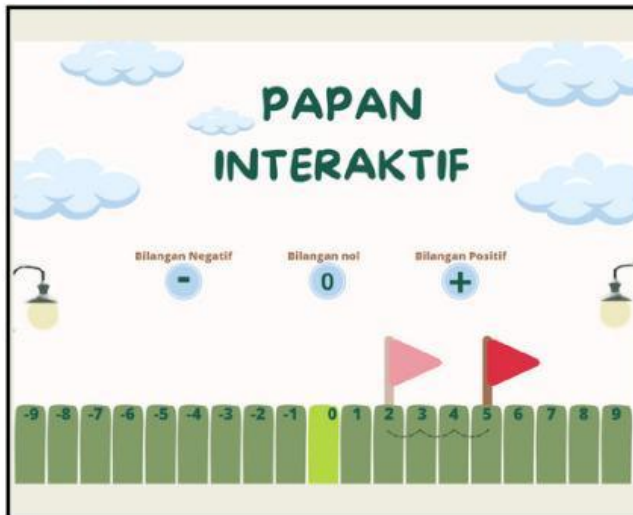 PAPAN
INTERAKTIF
Bilangan Negatif Bilangan nol Bilangan Positif
- 0 +
-9 -8 -7 -6 -5 -4 -3 -2 -1 0 1 2 3 4 5 6 7 8 9